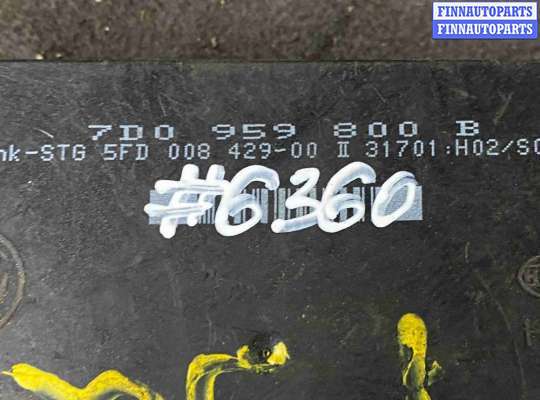 FINNAUTOPARTS
FINNAUTOPARTS
7D0 959 800 B
nk-STG 5FD 008 429-00 II 31701:H02/S0
#6360